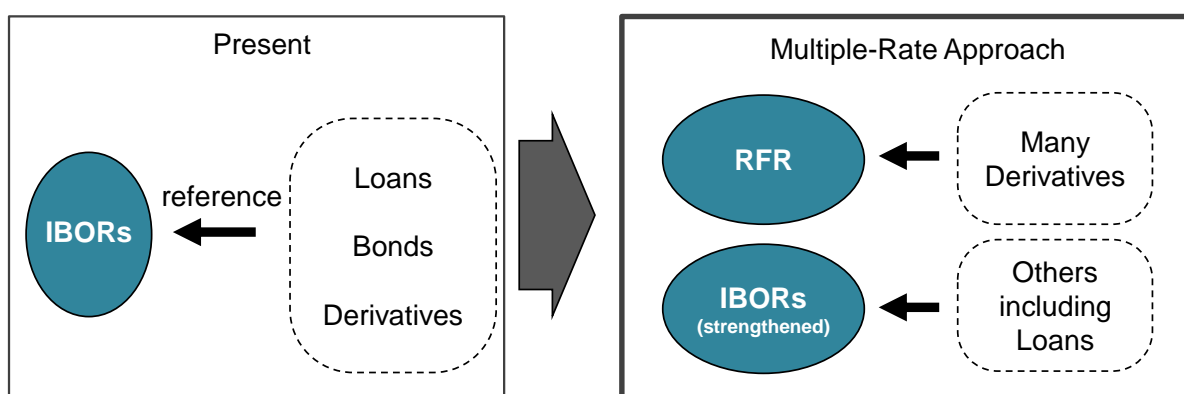 Present
IBORs
reference
Loans
Bonds
Derivatives
Multiple-Rate Approach
RFR
Many
Derivatives
IBORs
(strengthened)
Others
including
Loans